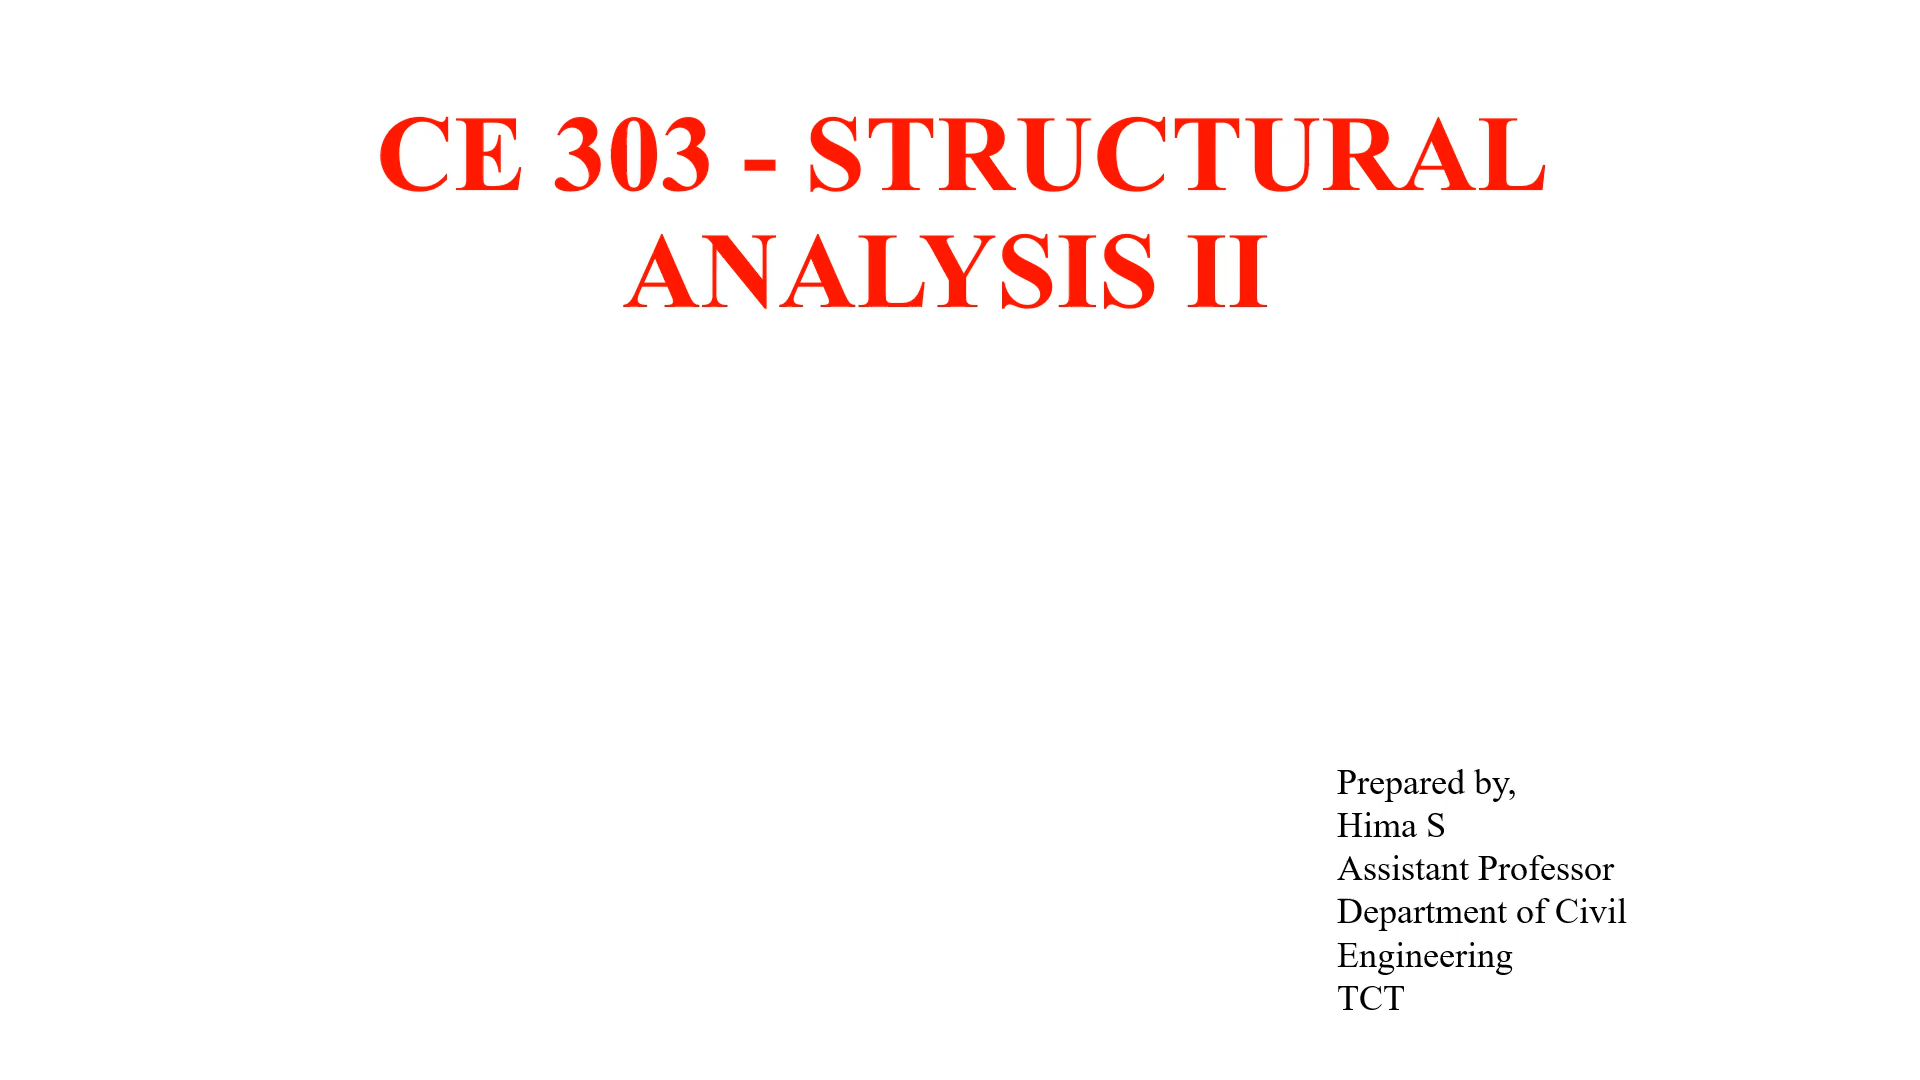 CE 303 - STRUCTURAL
ANALYSIS II
Prepared by,
Hima S
Assistant Professor
Department of Civil
Engineering
TCT